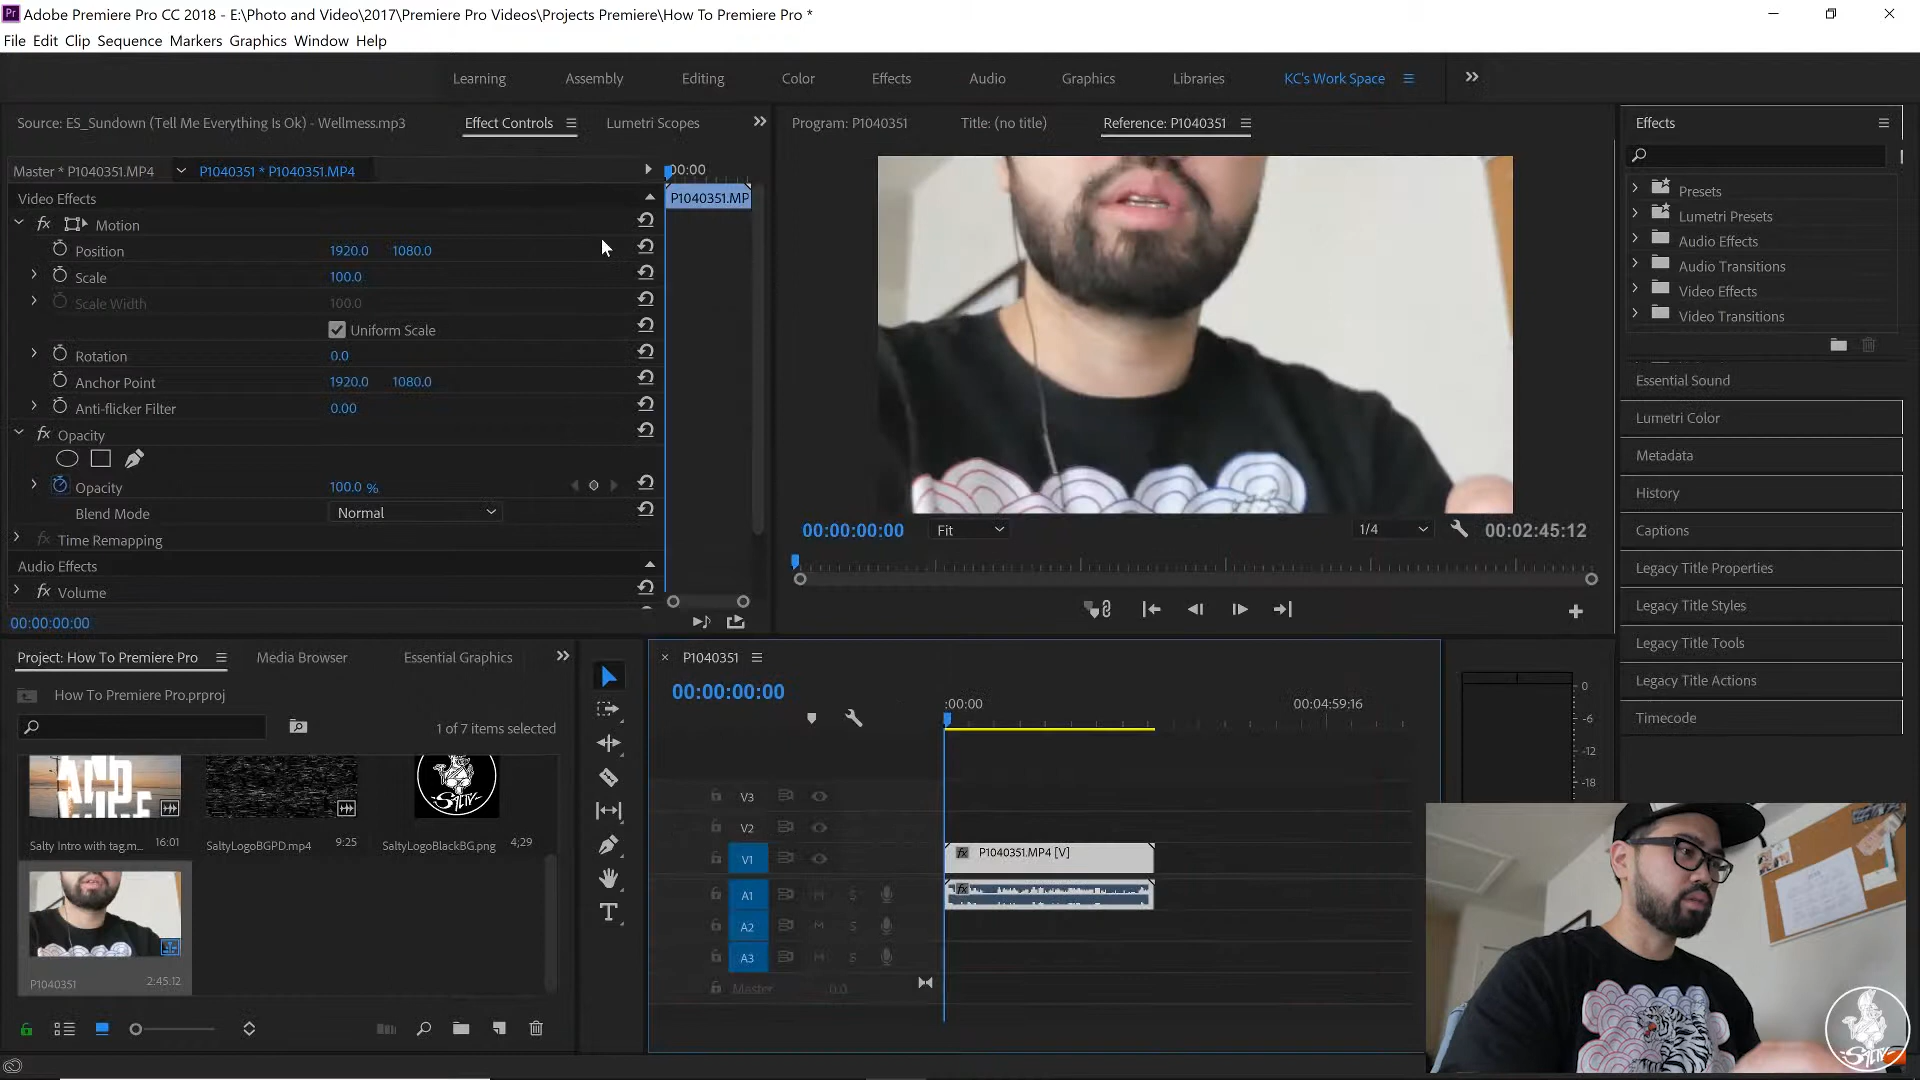 Adobe Premiere Pro CC 2018 - E:\Photo and Video\2017\Premiere Pro Videos\Projects Premiere\How To Premiere Pro *
File Edit Clip Sequence Markers Graphics Window Help
Learning Assembly Editing Color Effects Audio Graphics Libraries KC's Work Space
Source: ES_Sundown (Tell Me Everything Is Ok) - Wellmess.mp3 Effect Controls Lumetri Scopes
Program: P1040351 Title: (no title) Reference: P1040351
Effects
Master * P1040351.MP4 P1040351 * P1040351.MP4 00:00
Video Effects P1040351.MP
fx Motion
Position 1920.0 1080.0
Scale 100.0
Scale Width 100.0
Uniform Scale
Rotation 0.0
Anchor Point 1920.0 1080.0
Anti-flicker Filter 0.00
fx Opacity
Opacity 100.0 %
Blend Mode Normal
fx Time Remapping
Audio Effects
fx Volume
00:00:00:00
00:00:00:00 Fit 1/4 00:02:45:12
Presets
Lumetri Presets
Audio Effects
Audio Transitions
Video Effects
Video Transitions
Essential Sound
Lumetri Color
Metadata
History
Captions
Legacy Title Properties
Legacy Title Styles
Legacy Title Tools
Legacy Title Actions
Timecode
Project: How To Premiere Pro Media Browser Essential Graphics
How To Premiere Pro.prproj
1 of 7 items selected
Salty Intro with tag.m... 16:01 SaltyLogoBGPD.mp4 9:25 SaltyLogoBlackBG.png 4;29
P1040351 2:45:12
T
P1040351
00:00:00:00
:00:00 00:04:59:16
V3
V2
V1 fx P1040351.MP4 [V]
A1 M S fx
A2 M S
A3 M S
Master 0.0
0
-6
-12
-18
SALTY